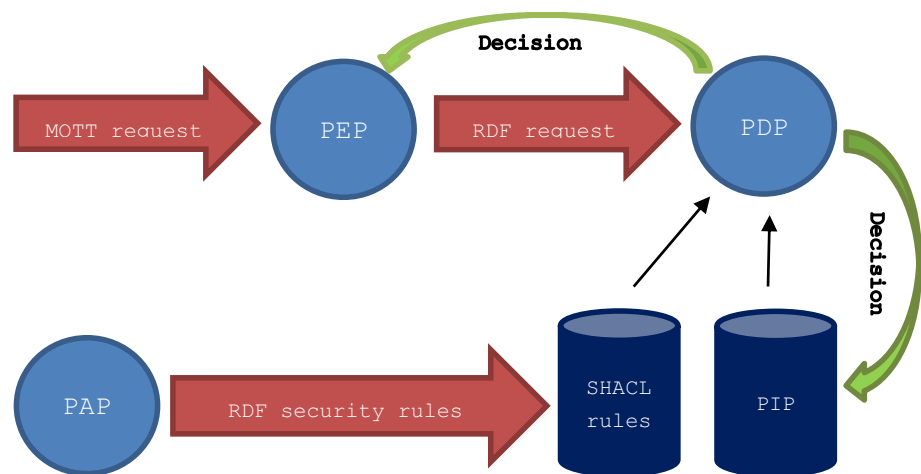 Decision
MQTT request
PEP
RDF request
PDP
Decision
PAP
RDF security rules
SHACL
rules
PIP